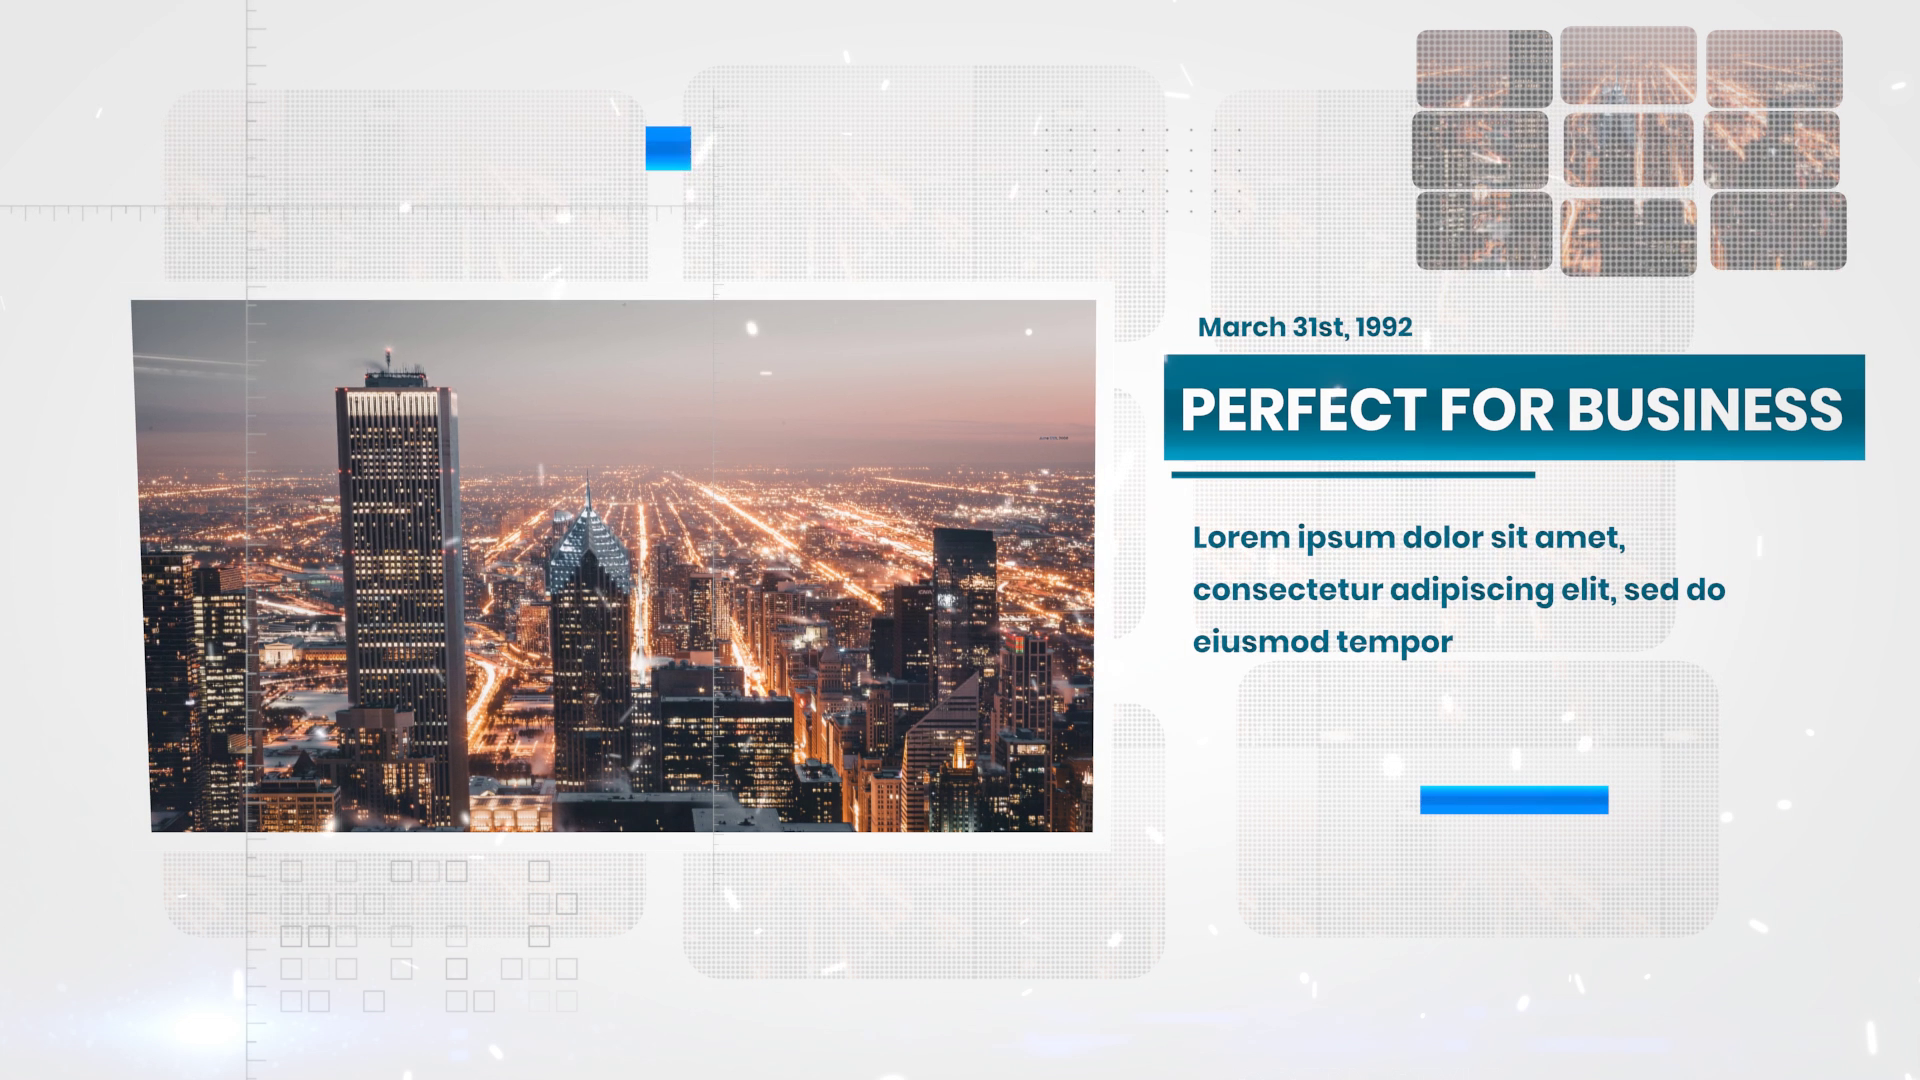 March 31st, 1992
PERFECT FOR BUSINESS
Lorem ipsum dolor sit amet,
consectetur adipiscing elit, sed do
eiusmod tempor